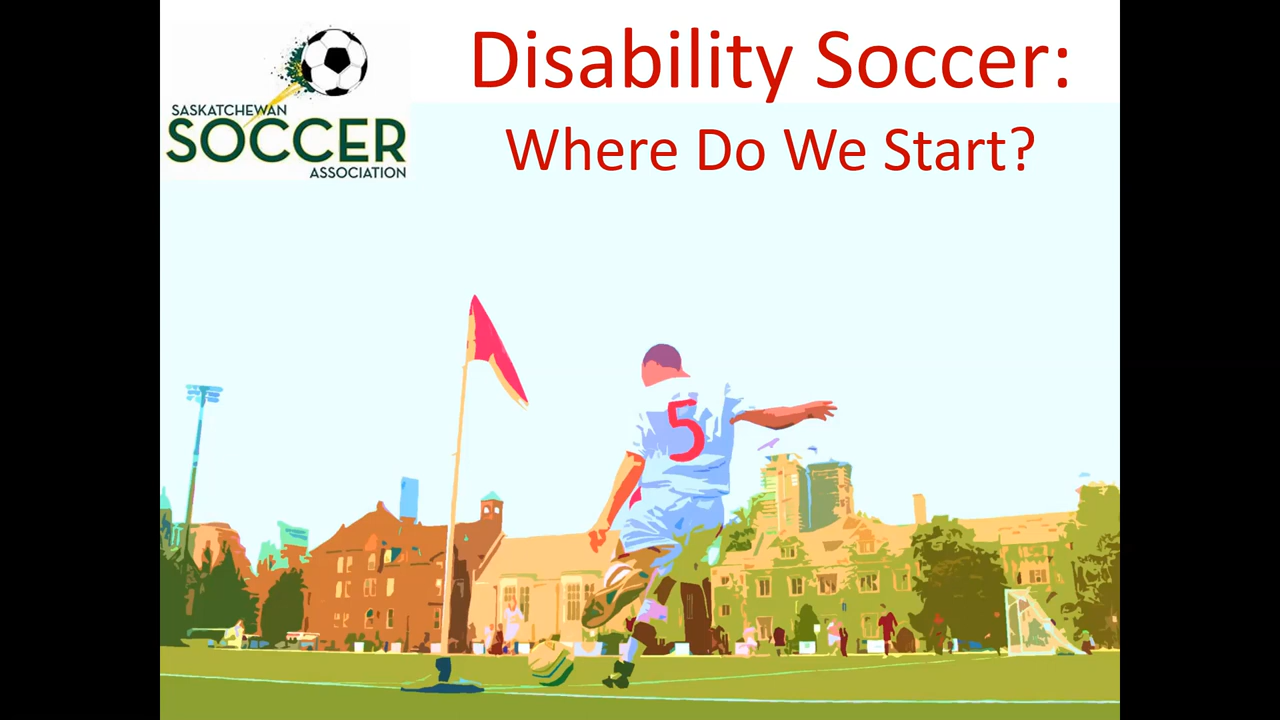 SASKATCHEWAN
SOCCER
ASSOCIATION
Disability Soccer:
Where Do We Start?
5